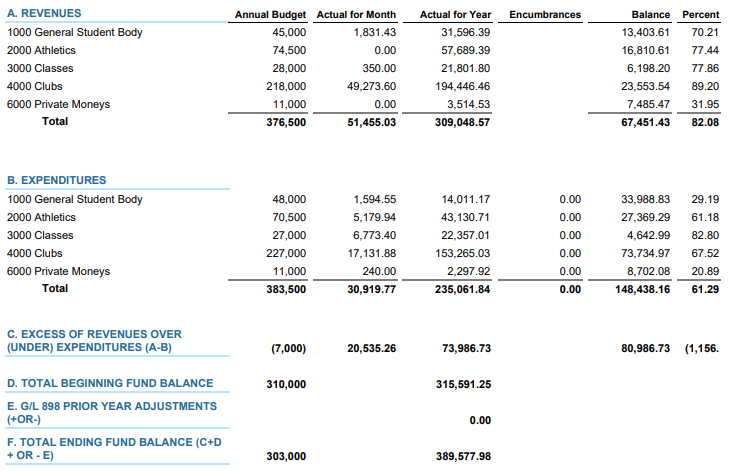 A. REVENUES Annual Budget Actual for Month Actual for Year Encumbrances Balance Percent
1000 General Student Body 45,000 1,831.43 31,596.39 13,403.61 70.21
2000 Athletics 74,500 0.00 57,689.39 16,810.61 77.44
3000 Classes 28,000 350.00 21,801.80 6,198.20 77.86
4000 Clubs 218,000 49,273.60 194,446.46 23,553.54 89.20
6000 Private Moneys 11,000 0.00 3,514.53 7,485.47 31.95
Total 376,500 51,455.03 309,048.57 67,451.43 82.08
B. EXPENDITURES
1000 General Student Body 48,000 1,594.55 14,011.17 0.00 33,988.83 29.19
2000 Athletics 70,500 5,179.94 43,130.71 0.00 27,369.29 61.18
3000 Classes 27,000 6,773.40 22,357.01 0.00 4,642.99 82.80
4000 Clubs 227,000 17,131.88 153,265.03 0.00 73,734.97 67.52
6000 Private Moneys 11,000 240.00 2,297.92 0.00 8,702.08 20.89
Total 383,500 30,919.77 235,061.84 0.00 148,438.16 61.29
C. EXCESS OF REVENUES OVER
(UNDER) EXPENDITURES (A-B) (7,000) 20,535.26 73,986.73 80,986.73 (1,156.
D. TOTAL BEGINNING FUND BALANCE 310,000 315,591.25
E. G/L 898 PRIOR YEAR ADJUSTMENTS
(+OR-) 0.00
F. TOTAL ENDING FUND BALANCE (C+D
+ OR - E) 303,000 389,577.98